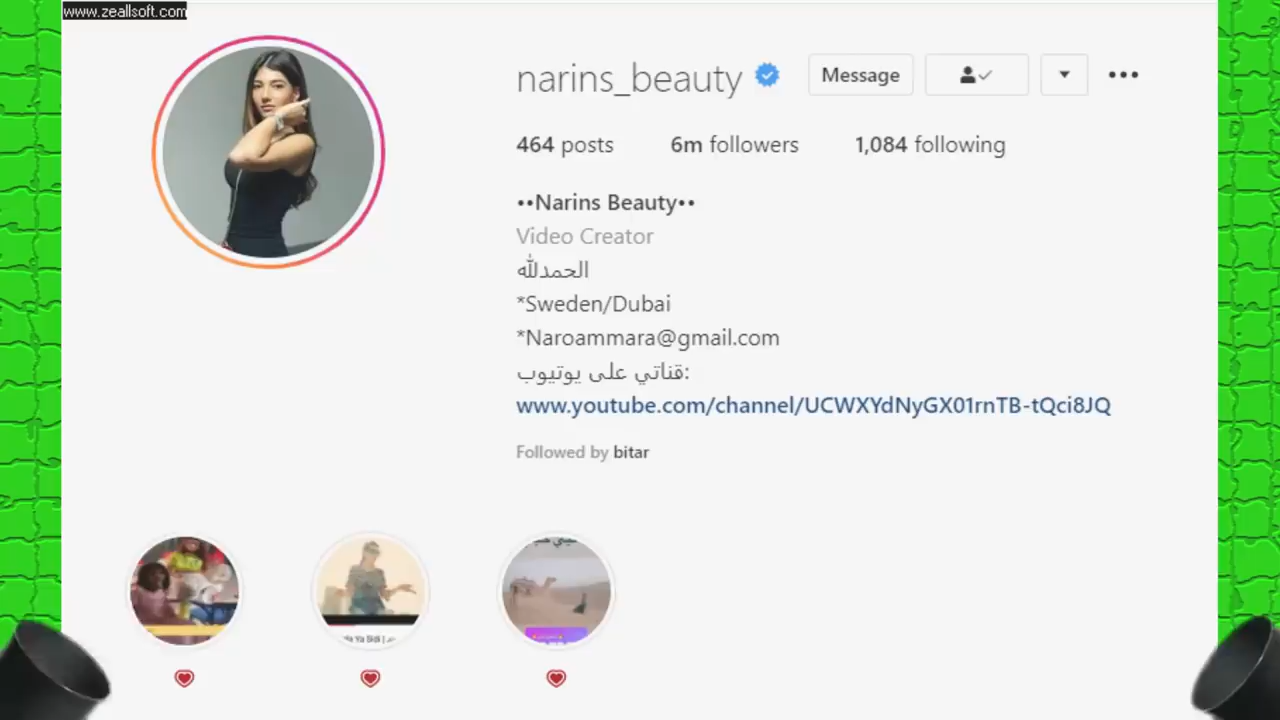 www.zeallsoft.com
narins_beauty Message
464 posts 6m followers 1,084 following
••Narins Beauty••
Video Creator
الحمدلله
*Sweden/Dubai
*Naroammara@gmail.com
قناتي على يوتيوب:
www.youtube.com/channel/UCWXYdNyGX01rnTB-tQci8JQ
Followed by bitar